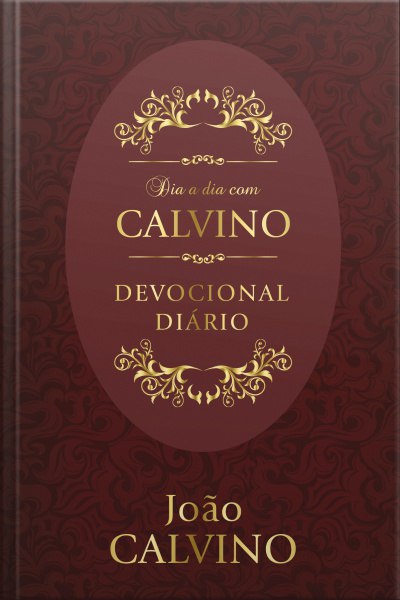 Dia a dia com
CALVINO
DEVOCIONAL
DIÁRIO
João
CALVINO